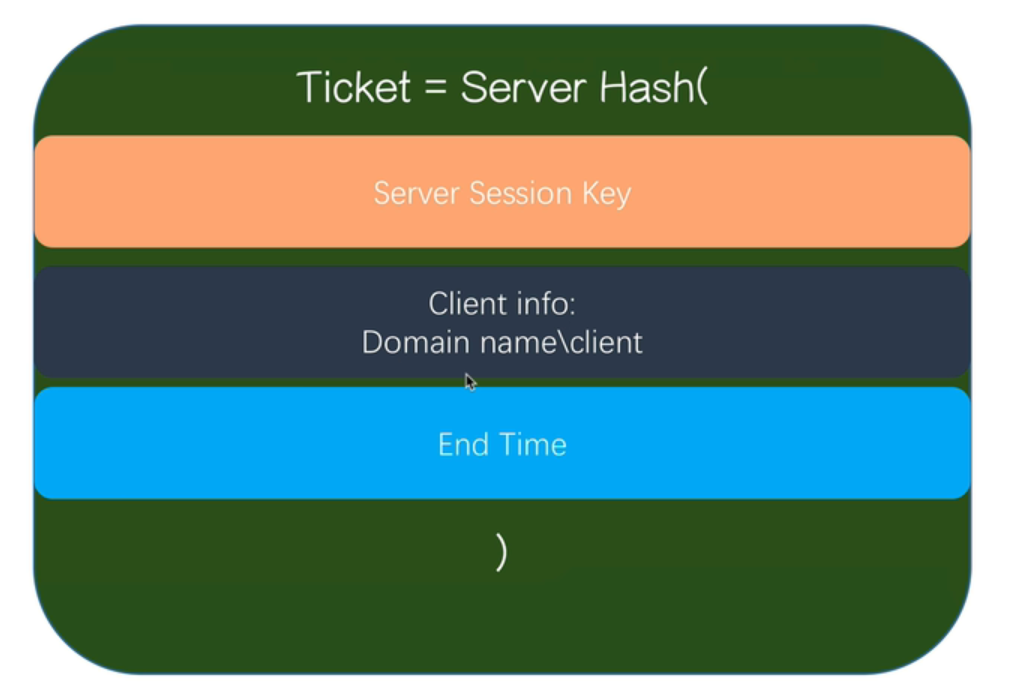 Ticket = Server Hash(
Server Session Key
Client info:
Domain name\client
End Time
)